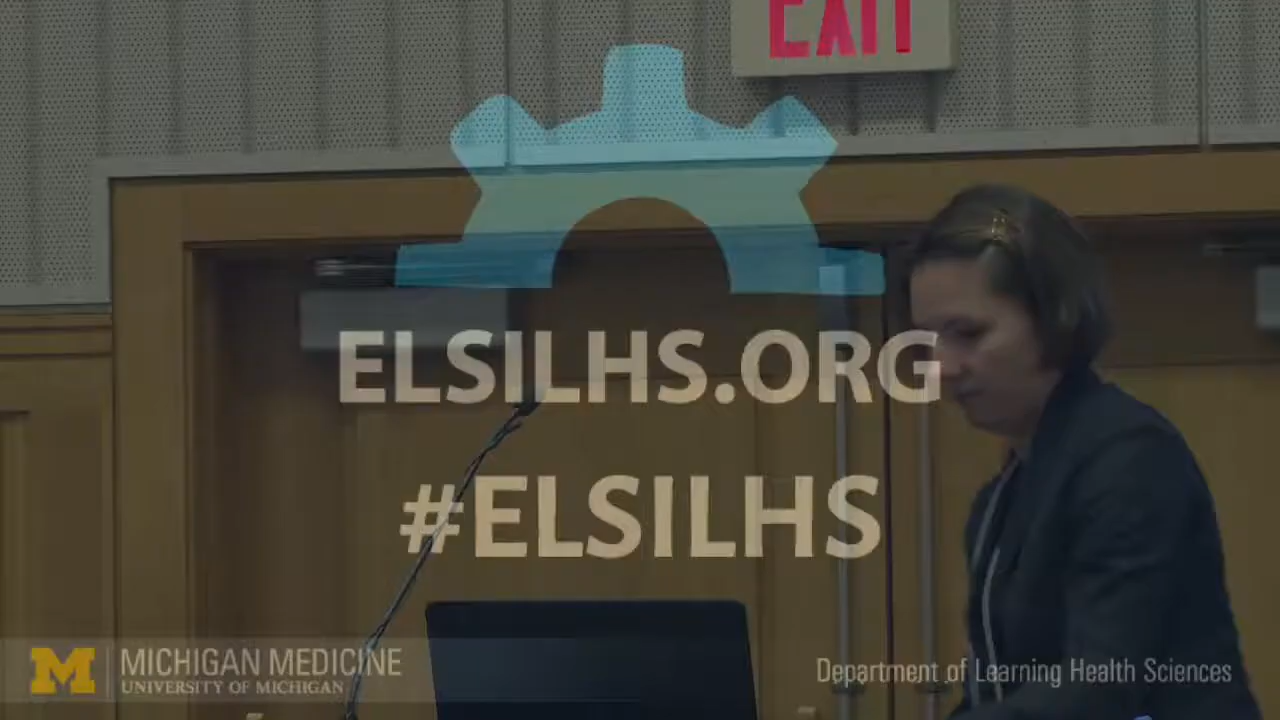 EXIT
ELSILHS.ORG
#ELSILHS
M
MICHIGAN MEDICINE
UNIVERSITY OF MICHIGAN
Department of Learning Health Sciences